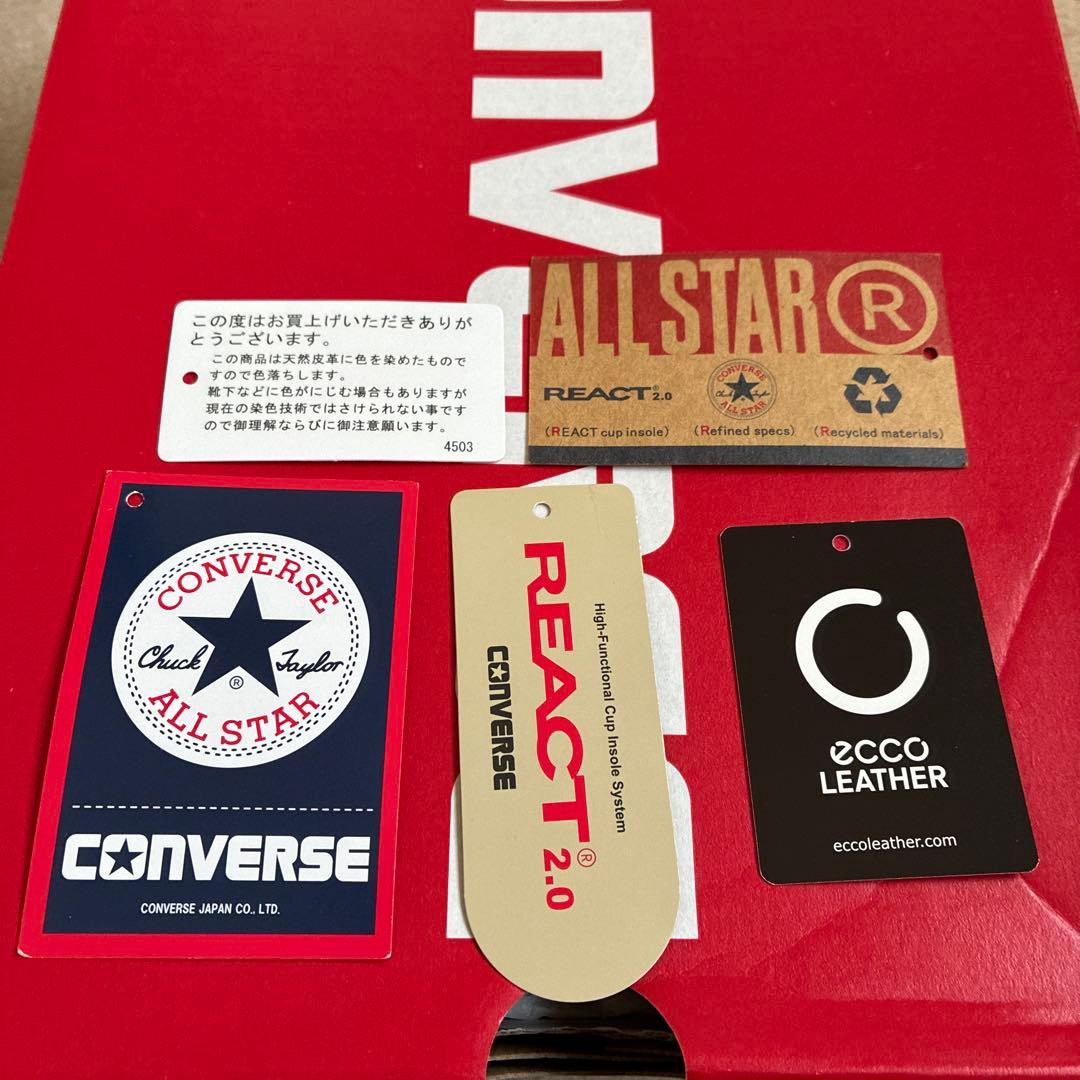 CONVERSE
この度はお買上げいただきありが
とうございます。
この商品は天然皮革に色を染めたもので
すので色落ちします。
靴下などに色がにじむ場合もありますが
現在の染色技術ではさけられない事です
ので御理解ならびに御注意願います。
4503
ALL STAR ®
REACT® 2.0
CONVERSE
Chuck Taylor
ALL STAR
(REACT cup insole)
(Refined specs)
(Recycled materials)
CONVERSE
Chuck Taylor
®
ALL STAR
CONVERSE
CONVERSE JAPAN CO., LTD.
High-Functional Cup Insole System
REACT® 2.0
CONVERSE
ecco
LEATHER
eccoleather.com